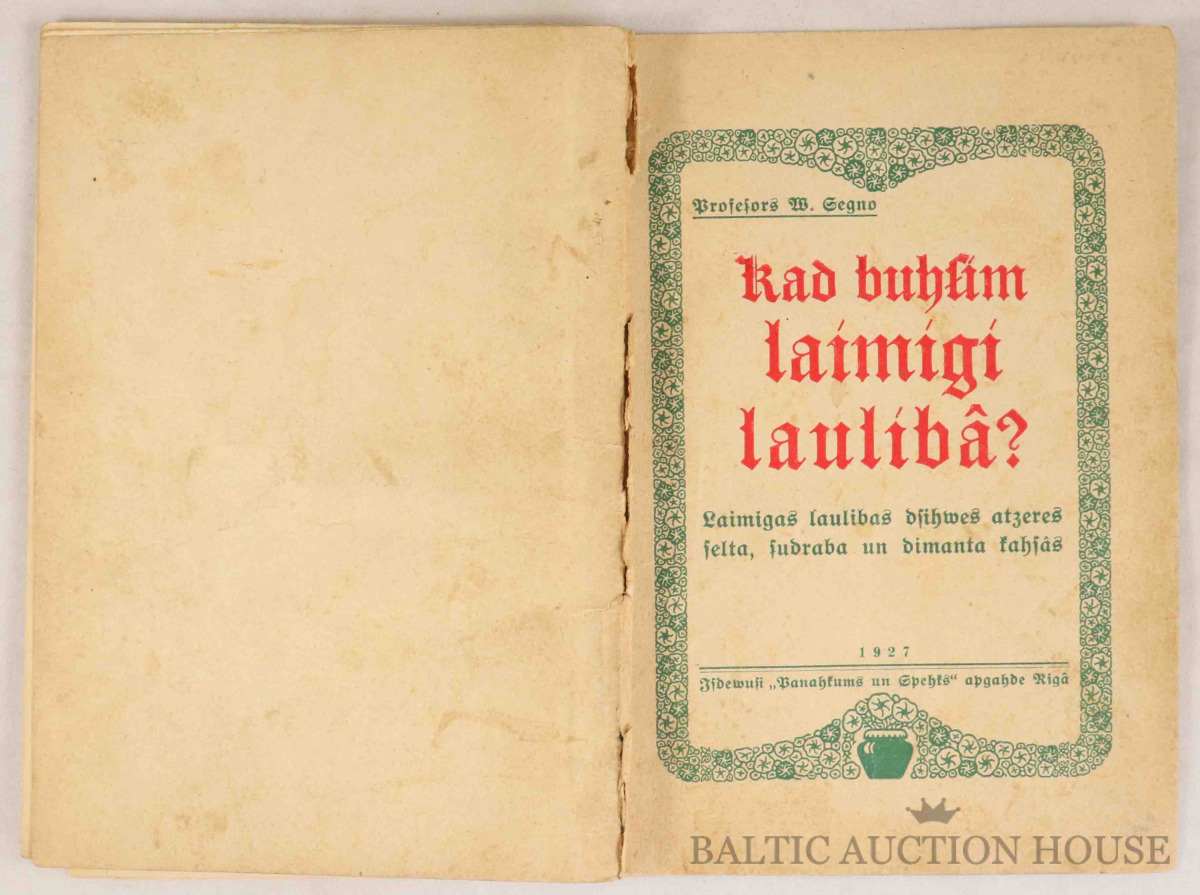 Profeſors W. Segno
Kad buhſim
laimigi
laulibâ?
Laimigas laulibas dſihwes atzeres
ſelta, ſudraba un dimanta kahſâs
1927
Iſdewuſi „Panahkums un Spehks“ apgahde Rigâ
BALTIC AUCTION HOUSE